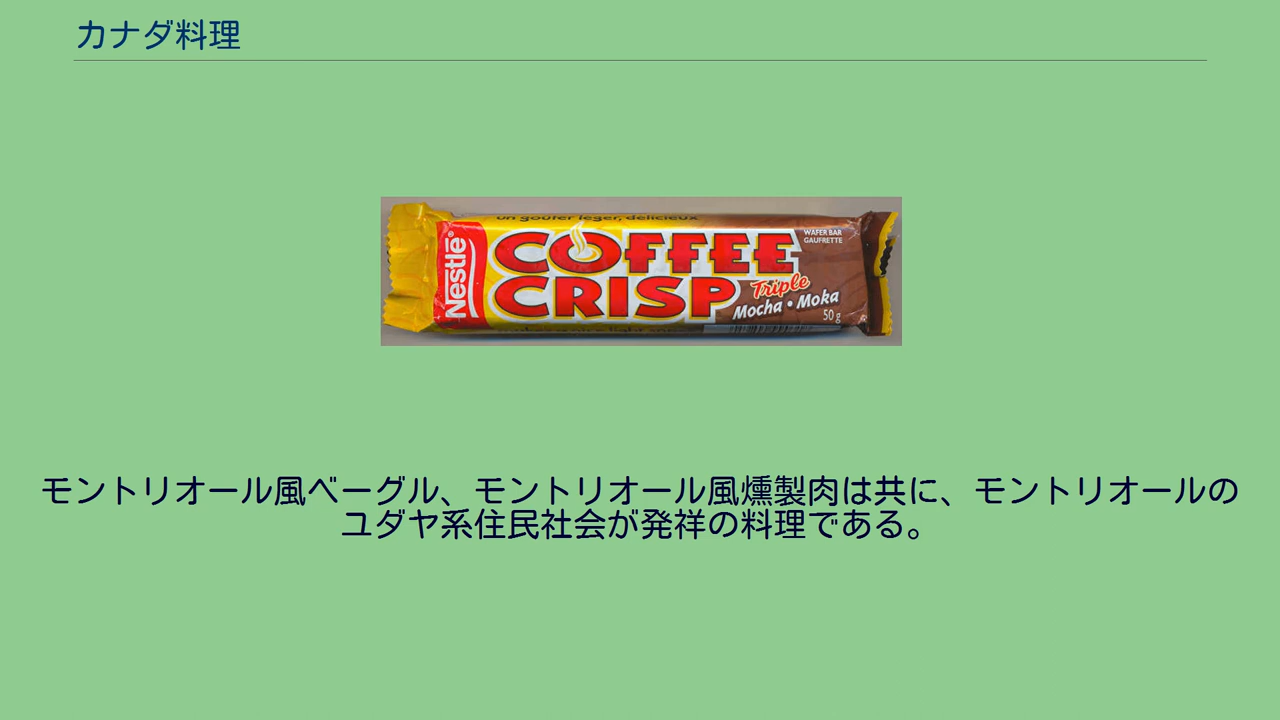 カナダ料理
un goûter léger, délicieux
Nestlé®
COFFEE
CRISP
WAFER BAR
GAUFRETTE
Triple
Mocha • Moka
50 g
モントリオール風ベーグル、モントリオール風燻製肉は共に、モントリオールの
ユダヤ系住民社会が発祥の料理である。